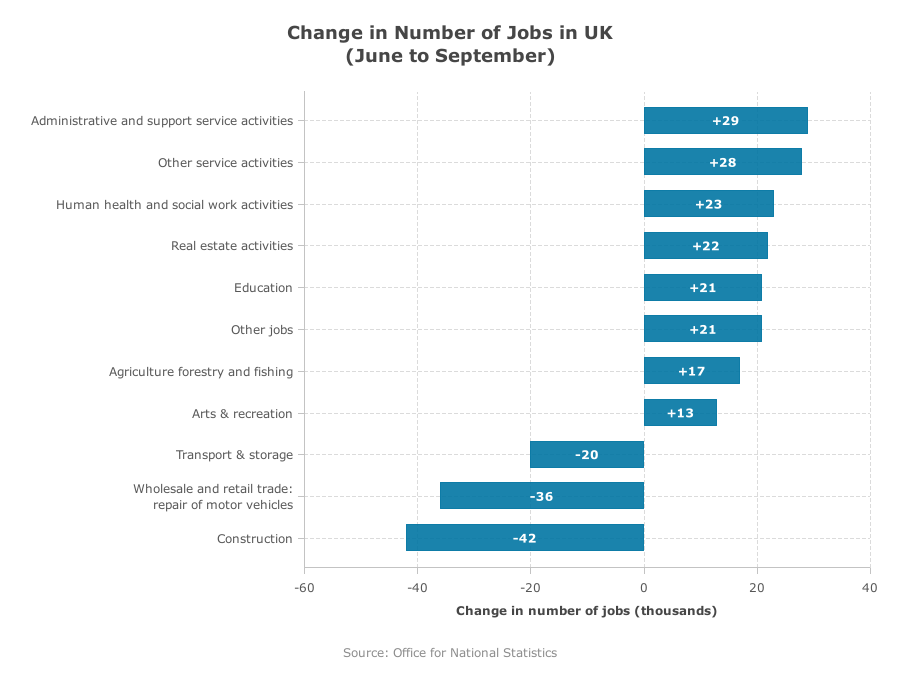 Change in Number of Jobs in UK
(June to September)
Administrative and support service activities
+29
Other service activities
+28
Human health and social work activities
+23
Real estate activities
+22
Education
+21
Other jobs
+21
Agriculture forestry and fishing
+17
Arts & recreation
+13
Transport & storage
-20
Wholesale and retail trade:
repair of motor vehicles
-36
Construction
-42
-60 -40 -20 0 20 40
Change in number of jobs (thousands)
Source: Office for National Statistics